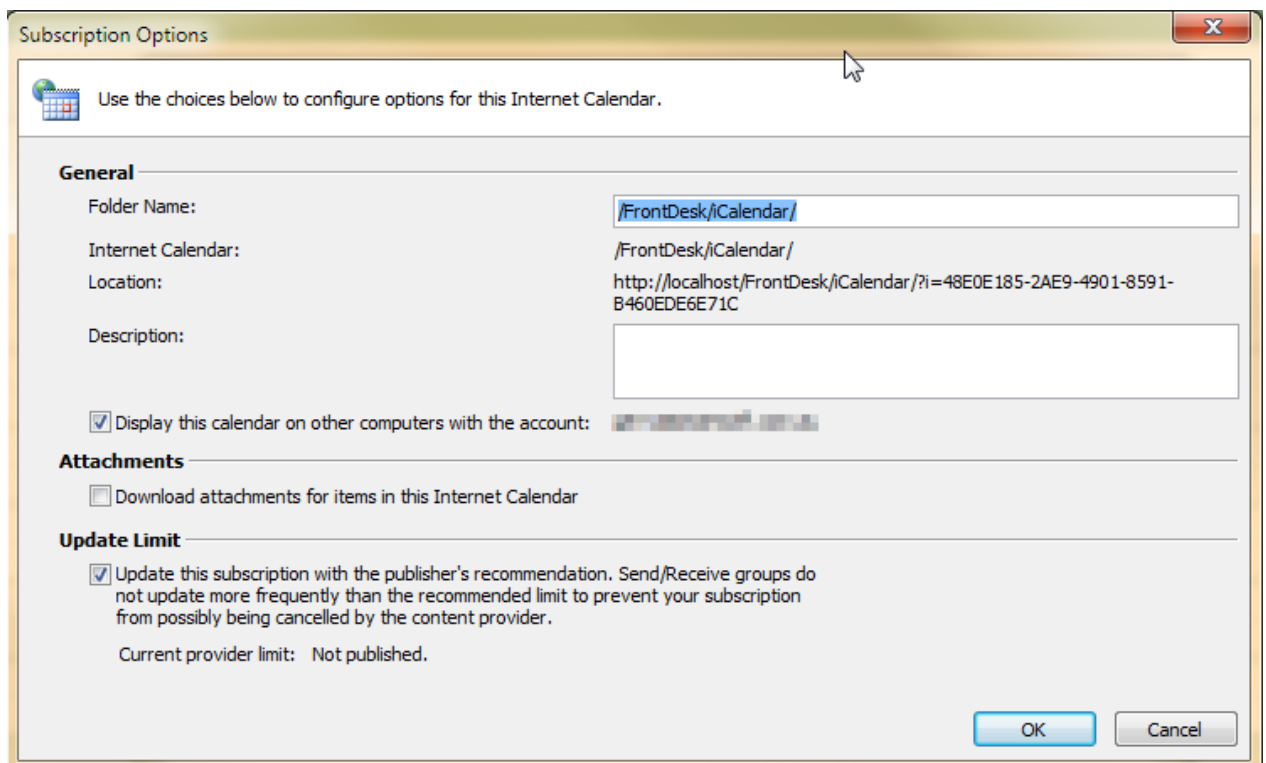 Subscription Options
Use the choices below to configure options for this Internet Calendar.
General
Folder Name:
/FrontDesk/iCalendar/
Internet Calendar:
/FrontDesk/iCalendar/
Location:
http://localhost/FrontDesk/iCalendar/?i=48E0E185-2AE9-4901-8591-
B460EDE6E71C
Description:
Display this calendar on other computers with the account:
Attachments
Download attachments for items in this Internet Calendar
Update Limit
Update this subscription with the publisher's recommendation. Send/Receive groups do
not update more frequently than the recommended limit to prevent your subscription
from possibly being cancelled by the content provider.
Current provider limit: Not published.
OK
Cancel